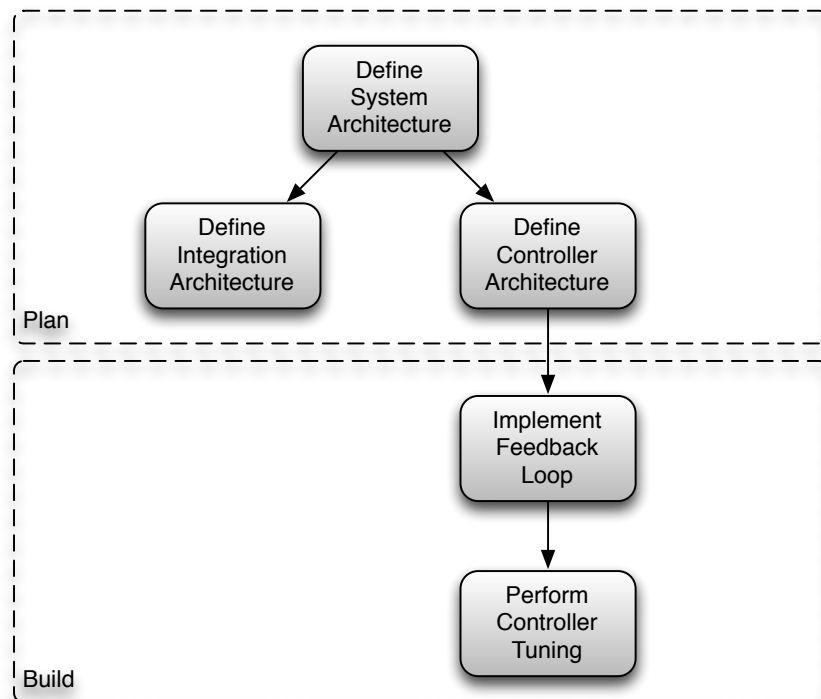 Define
System
Architecture
Define
Integration
Architecture
Define
Controller
Architecture
Plan
Implement
Feedback
Loop
Perform
Controller
Tuning
Build